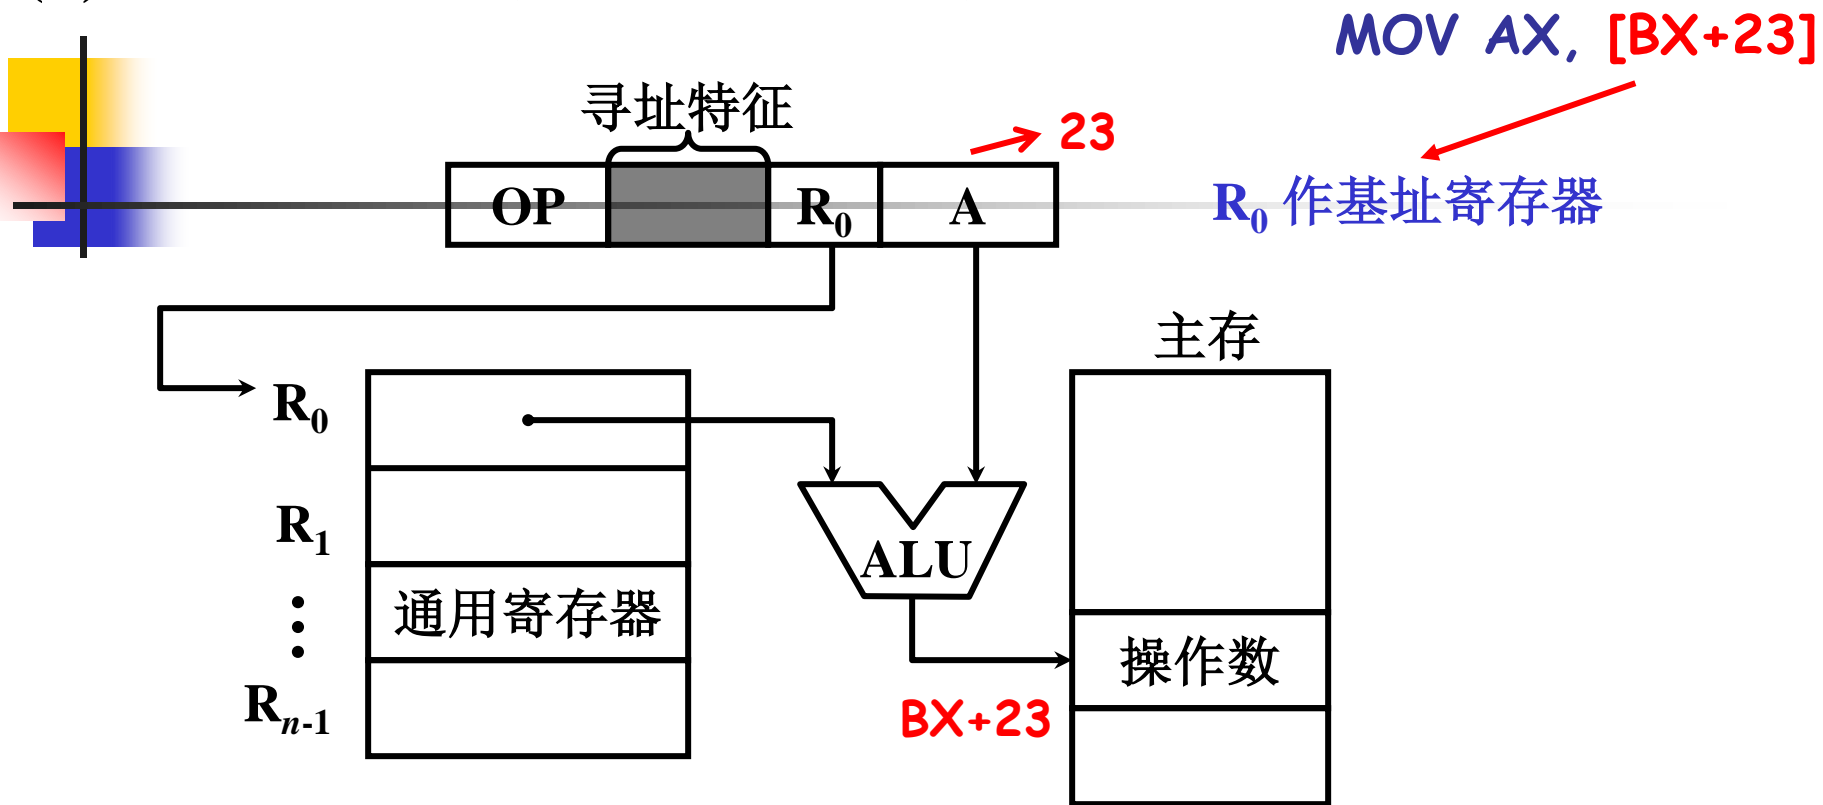 MOV AX, [BX+23]
寻址特征
23
OP R₀ A
R₀ 作基址寄存器
主存
R₀
R₁
ALU
通用寄存器
操作数
Rₙ₋₁
BX+23